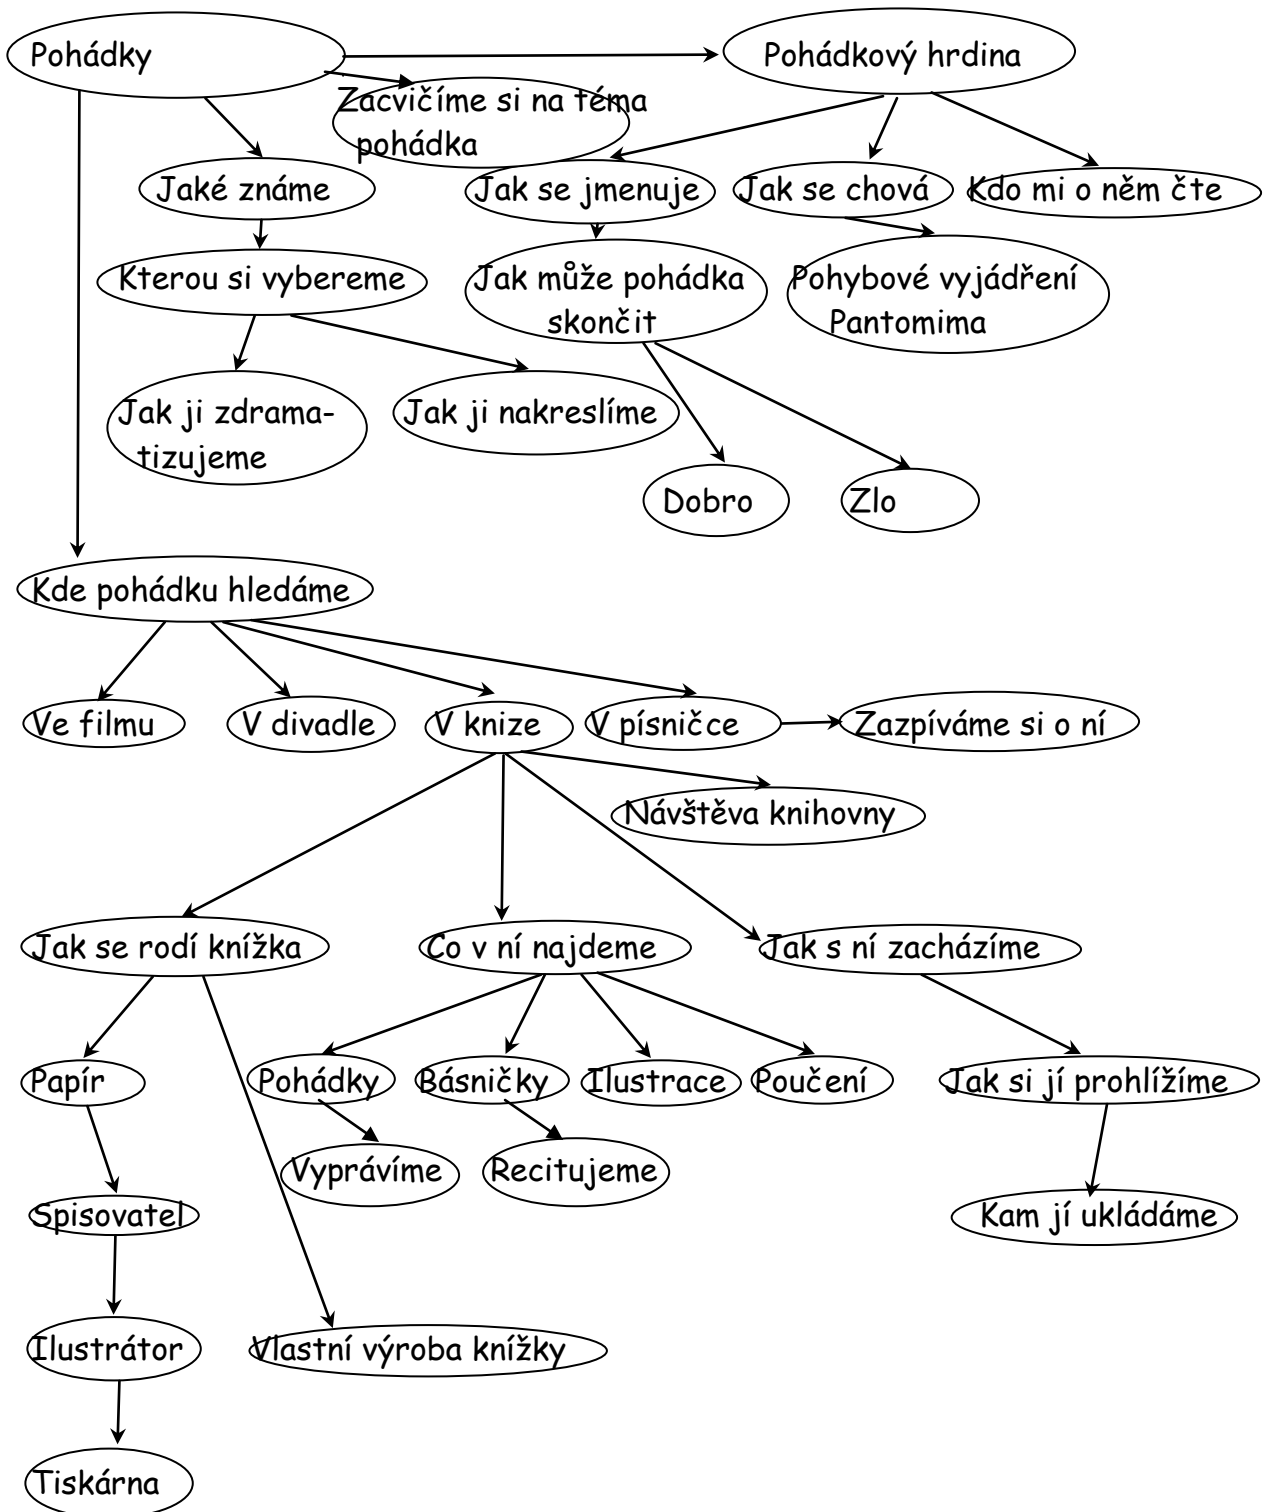 Pohádky
Pohádkový hrdina
Zacvičíme si na téma
pohádka
Jaké známe
Jak se jmenuje
Jak se chová
Kdo mi o něm čte
Kterou si vybereme
Jak může pohádka
skončit
Pohybové vyjádření
Pantomima
Jak ji zdrama-
tizujeme
Jak ji nakreslíme
Dobro
Zlo
Kde pohádku hledáme
Ve filmu
V divadle
V knize
V písničce
Zazpíváme si o ní
Návštěva knihovny
Jak se rodí knížka
Co v ní najdeme
Jak s ní zacházíme
Papír
Pohádky
Básničky
Ilustrace
Poučení
Jak si jí prohlížíme
Vyprávíme
Recitujeme
Spisovatel
Kam jí ukládáme
Ilustrátor
Vlastní výroba knížky
Tiskárna